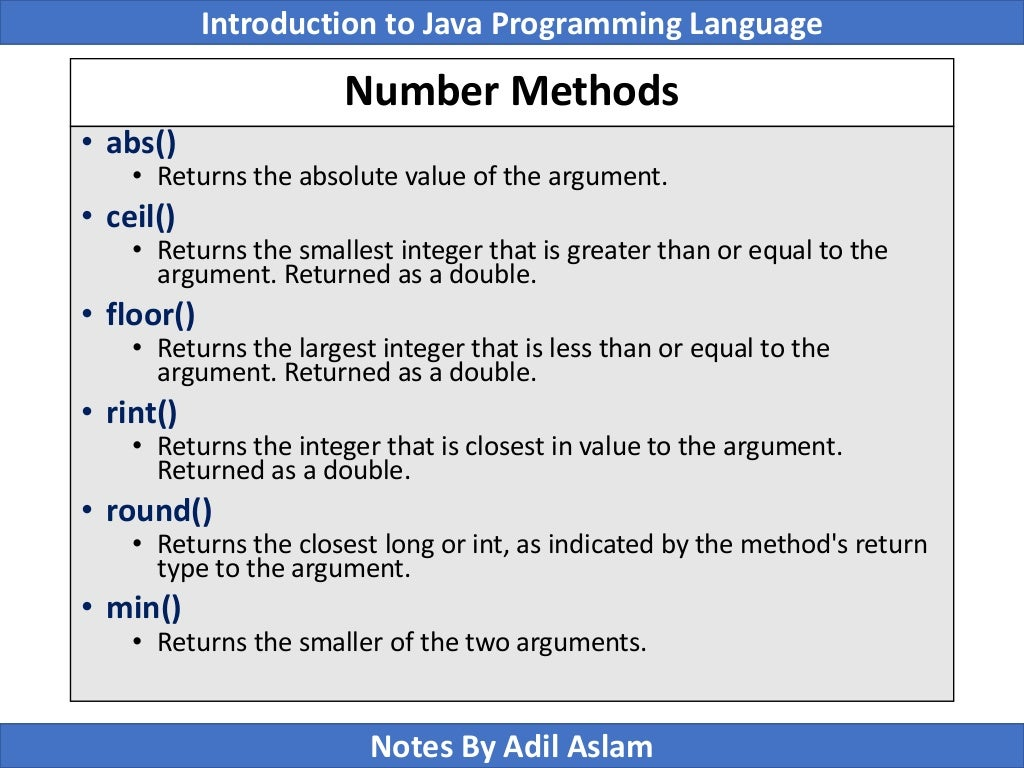 Introduction to Java Programming Language
Number Methods
• abs()
• Returns the absolute value of the argument.
• ceil()
• Returns the smallest integer that is greater than or equal to the
argument. Returned as a double.
• floor()
• Returns the largest integer that is less than or equal to the
argument. Returned as a double.
• rint()
• Returns the integer that is closest in value to the argument.
Returned as a double.
• round()
• Returns the closest long or int, as indicated by the method's return
type to the argument.
• min()
• Returns the smaller of the two arguments.
Notes By Adil Aslam